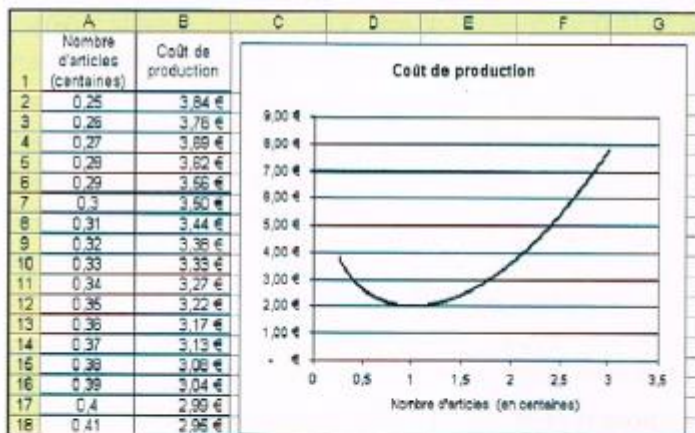 A B C D E F G
1 Nombre d'articles (centaines) Coût de production
2 0,25 3,84 €
3 0,26 3,76 €
4 0,27 3,69 €
5 0,28 3,62 €
6 0,29 3,56 €
7 0,3 3,50 €
8 0,31 3,44 €
9 0,32 3,38 €
10 0,33 3,33 €
11 0,34 3,27 €
12 0,35 3,22 €
13 0,36 3,17 €
14 0,37 3,13 €
15 0,38 3,08 €
16 0,39 3,04 €
17 0,4 2,99 €
18 0,41 2,95 €
Coût de production
9,00 €
8,00 €
7,00 €
6,00 €
5,00 €
4,00 €
3,00 €
2,00 €
1,00 €
- €
0 0,5 1 1,5 2 2,5 3 3,5
Nombre d'articles (en centaines)